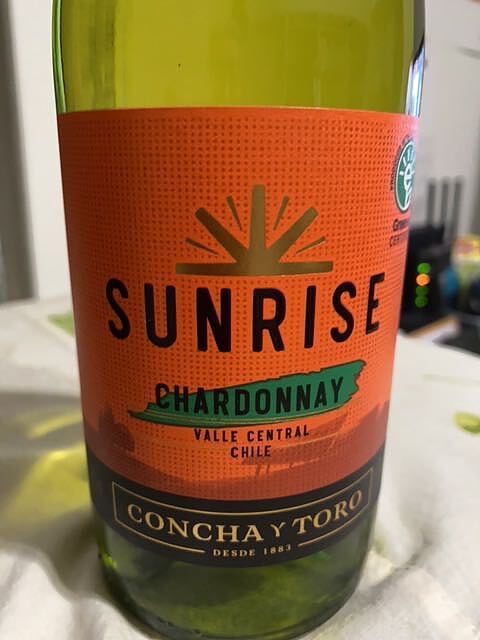 SUNRISE
CHARDONNAY
VALLE CENTRAL
CHILE
CONCHA Y TORO
DESDE 1883